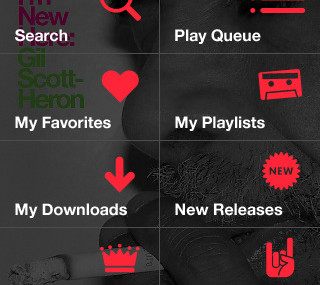 I'm
New
Here:
Gil
Scott-
Heron
Search
Play Queue
My Favorites
My Playlists
My Downloads
NEW
New Releases